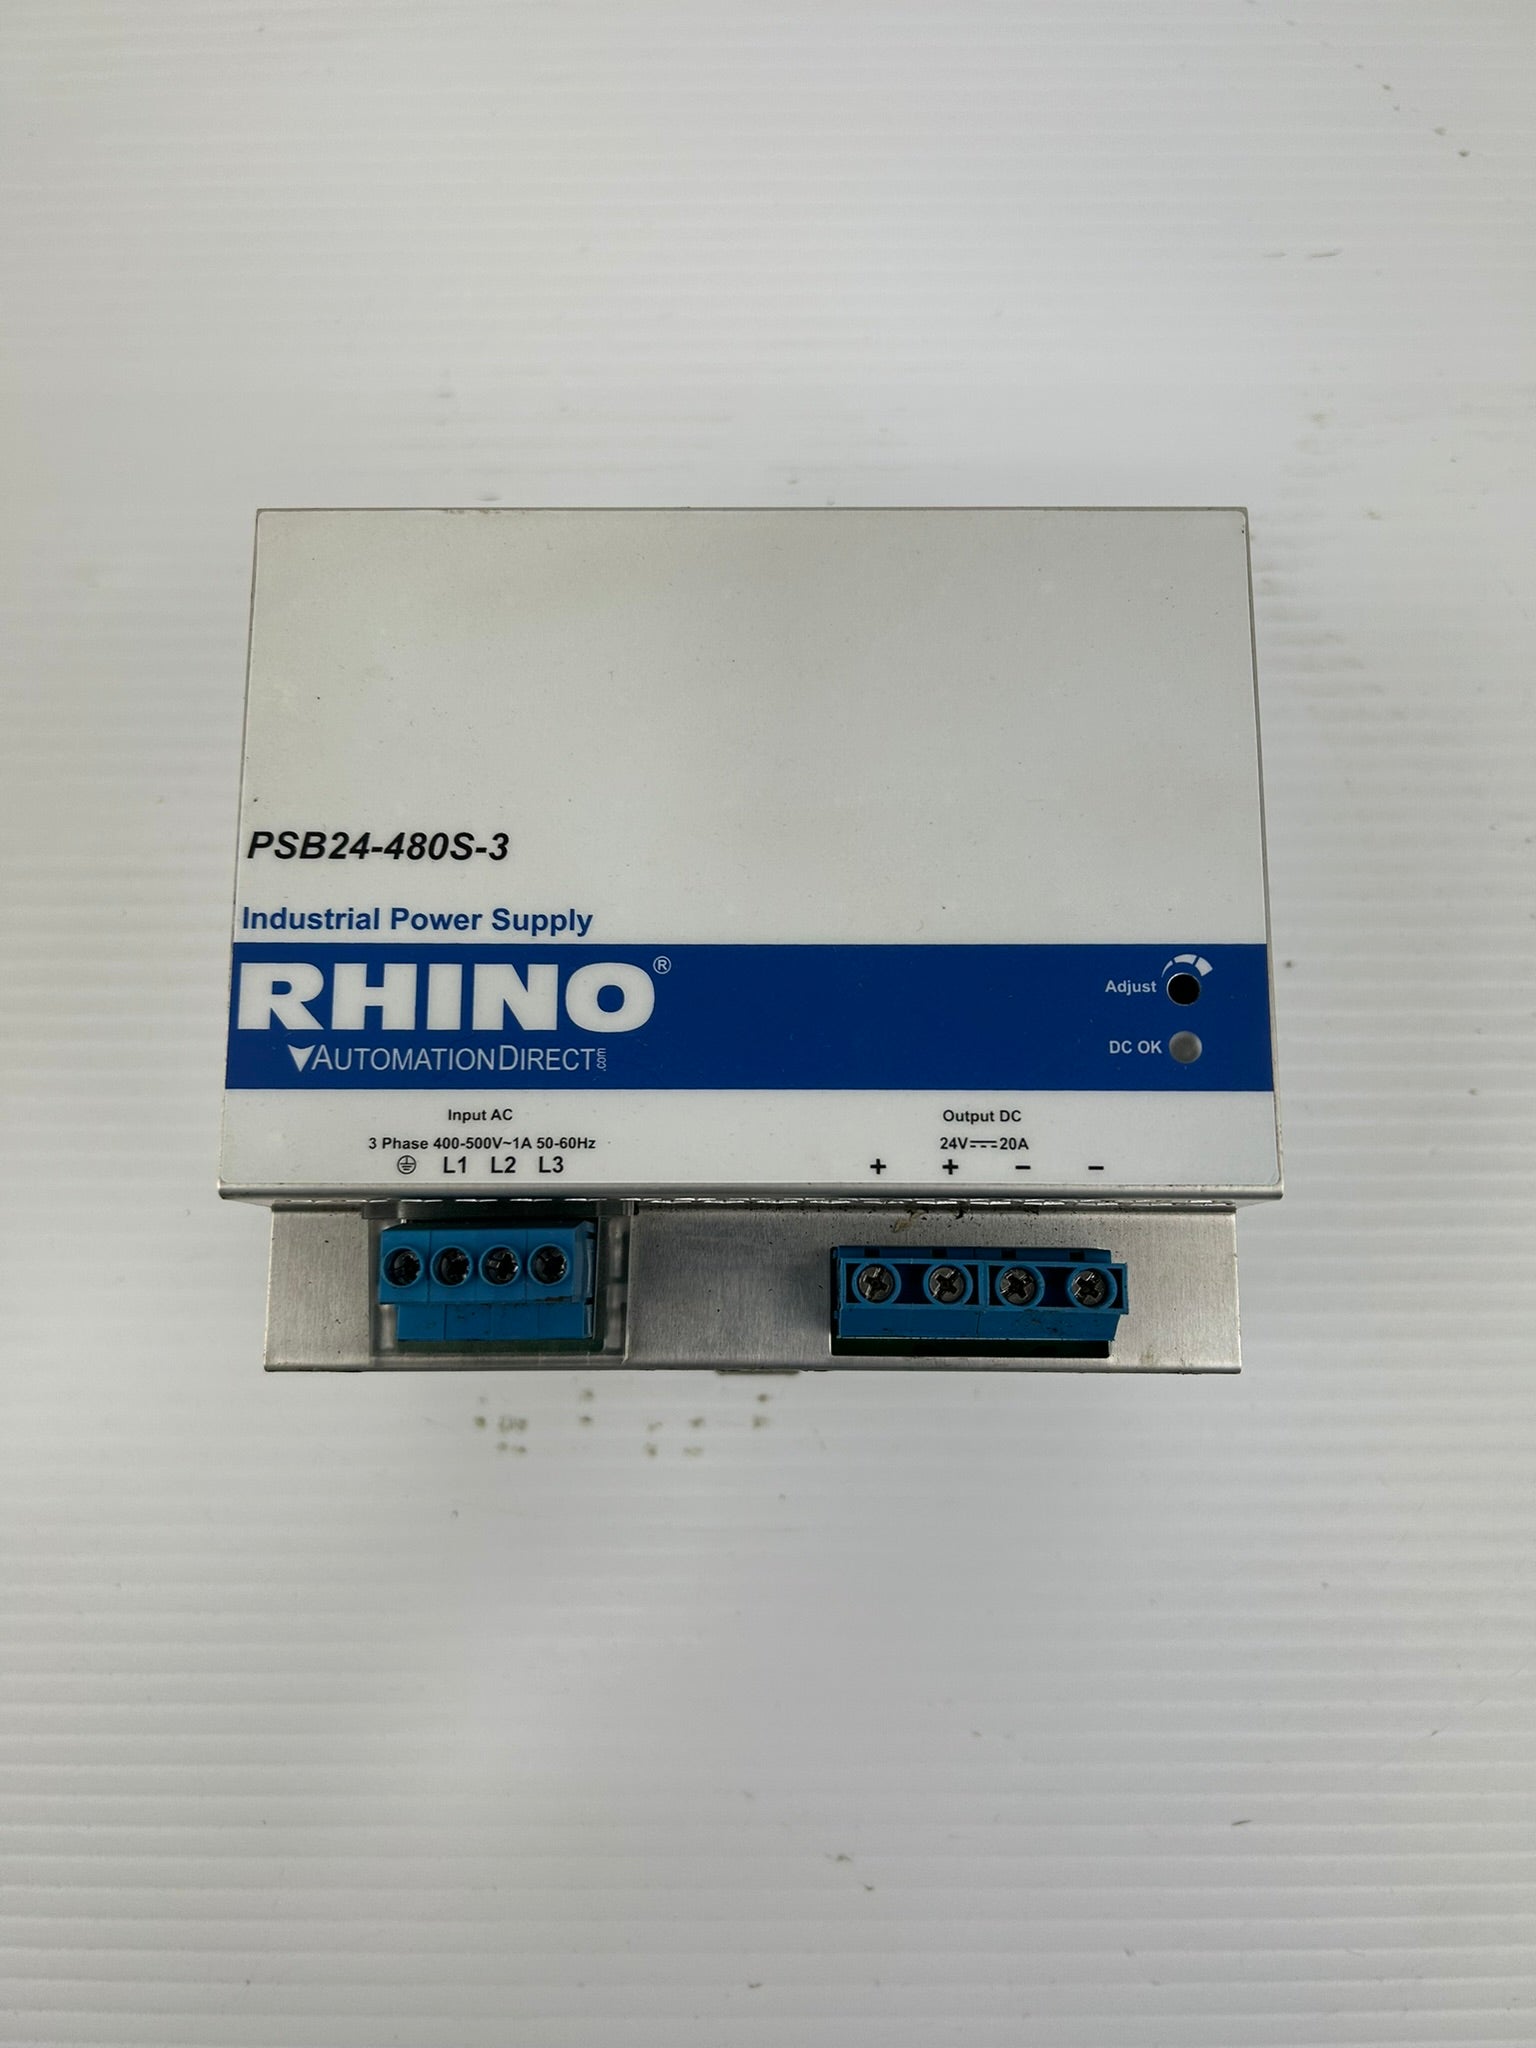 PSB24-480S-3
Industrial Power Supply
RHINO®
AUTOMATIONDIRECT.com
Adjust
DC OK
Input AC
3 Phase 400-500V~1A 50-60Hz
L1 L2 L3
Output DC
24V⎓20A
+ + − −